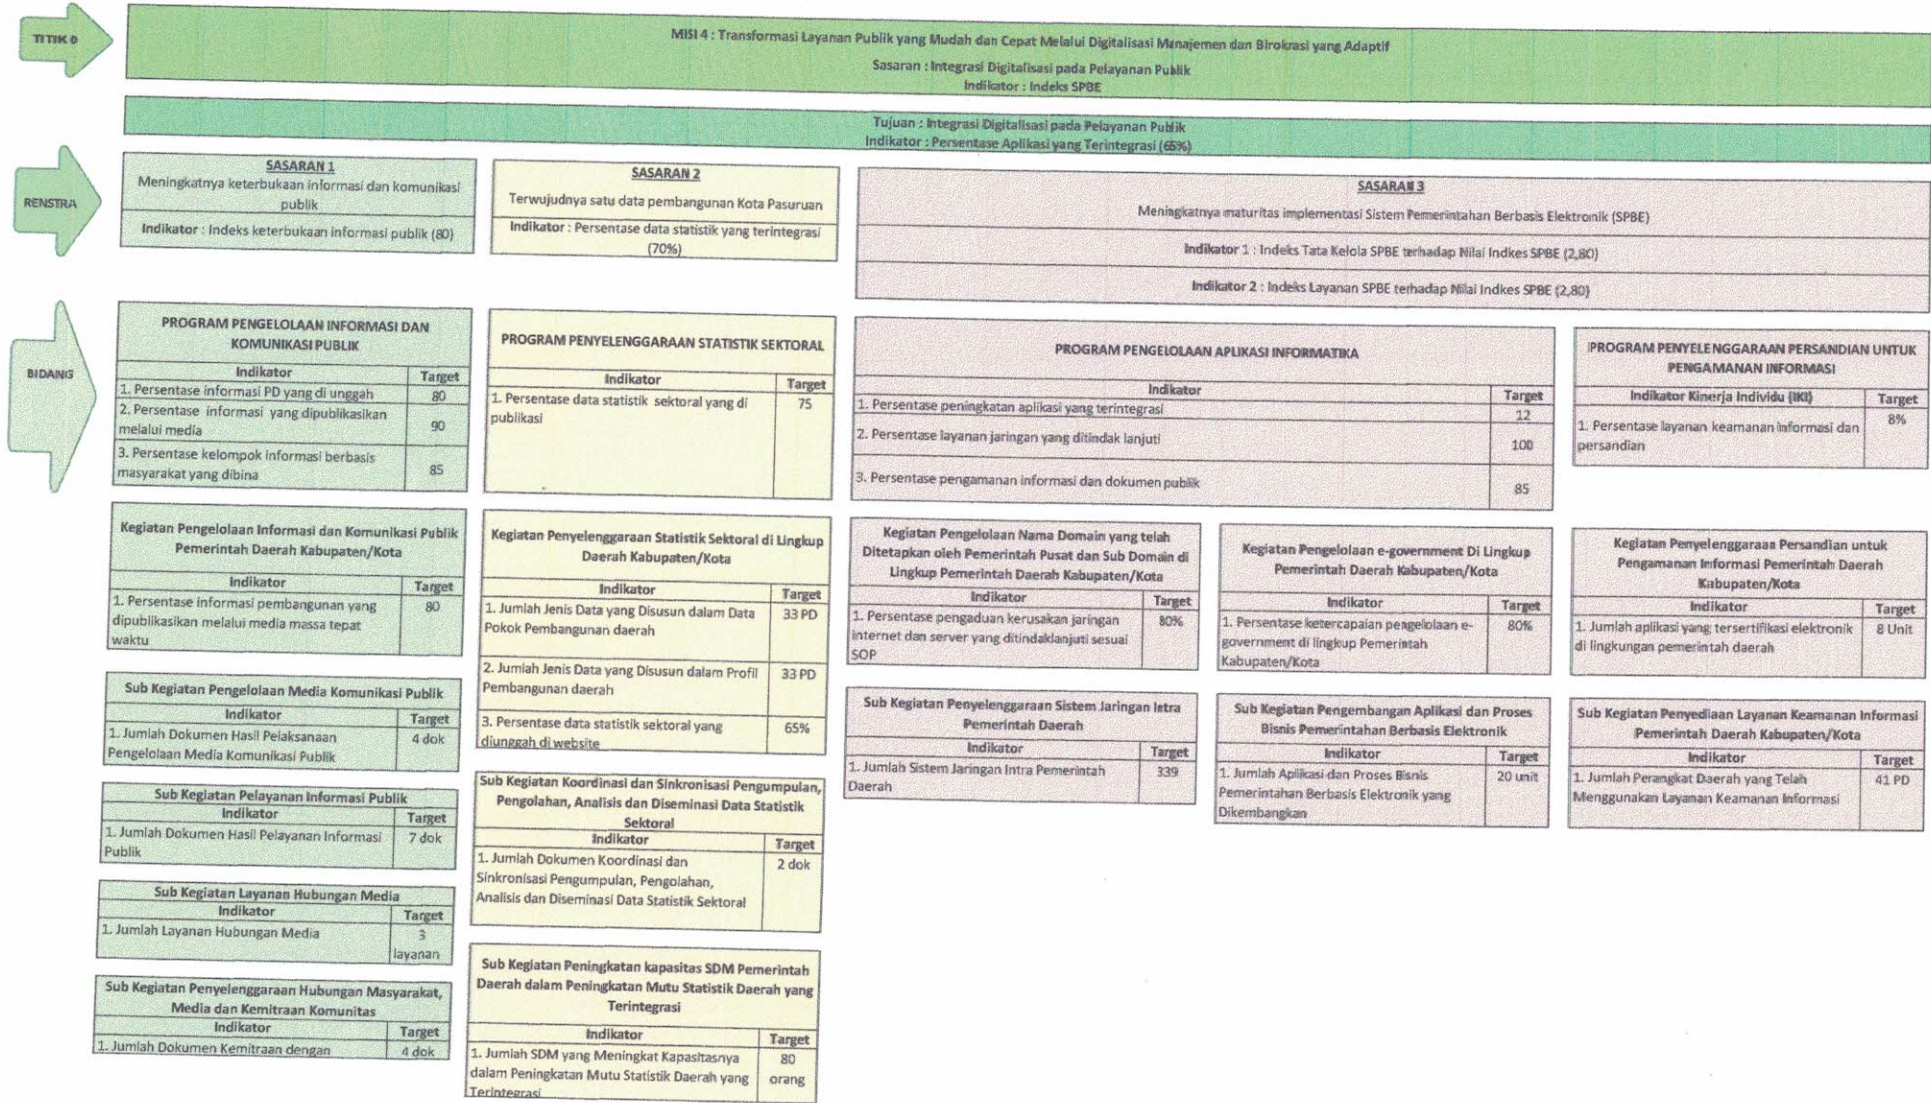 TITIK 0
MISI 4 : Transformasi Layanan Publik yang Mudah dan Cepat Melalui Digitalisasi Manajemen dan Birokrasi yang Adaptif
Sasaran : Integrasi Digitalisasi pada Pelayanan Publik
Indikator : Indeks SPBE
Tujuan : Integrasi Digitalisasi pada Pelayanan Publik
Indikator : Persentase Aplikasi yang Terintegrasi (65%)
RENSTRA
SASARAN 1
Meningkatnya keterbukaan informasi dan komunikasi
publik
Indikator : Indeks keterbukaan informasi publik (80)
SASARAN 2
Terwujudnya satu data pembangunan Kota Pasuruan
Indikator : Persentase data statistik yang terintegrasi
(70%)
SASARAN 3
Meningkatnya maturitas implementasi Sistem Pemerintahan Berbasis Elektronik (SPBE)
Indikator 1 : Indeks Tata Kelola SPBE terhadap Nilai Indkes SPBE (2,80)
Indikator 2 : Indeks Layanan SPBE terhadap Nilai Indkes SPBE (2,80)
BIDANG
PROGRAM PENGELOLAAN INFORMASI DAN
KOMUNIKASI PUBLIK
Indikator Target
1. Persentase informasi PD yang di unggah 80
2. Persentase informasi yang dipublikasikan
melalui media 90
3. Persentase kelompok informasi berbasis
masyarakat yang dibina 85
PROGRAM PENYELENGGARAAN STATISTIK SEKTORAL
Indikator Target
1. Persentase data statistik sektoral yang di 75
publikasi
PROGRAM PENGELOLAAN APLIKASI INFORMATIKA
Indikator Target
1. Persentase peningkatan aplikasi yang terintegrasi 12
2. Persentase layanan jaringan yang ditindak lanjuti 100
3. Persentase pengamanan informasi dan dokumen publik 85
PROGRAM PENYELENGGARAAN PERSANDIAN UNTUK
PENGAMANAN INFORMASI
Indikator Kinerja Individu (IKI) Target
1. Persentase layanan keamanan informasi dan 8%
persandian
Kegiatan Pengelolaan Informasi dan Komunikasi Publik
Pemerintah Daerah Kabupaten/Kota
Indikator Target
1. Persentase informasi pembangunan yang 80
dipublikasikan melalui media massa tepat
waktu
Kegiatan Penyelenggaraan Statistik Sektoral di Lingkup
Daerah Kabupaten/Kota
Indikator Target
1. Jumlah Jenis Data yang Disusun dalam Data 33 PD
Pokok Pembangunan daerah
2. Jumlah Jenis Data yang Disusun dalam Profil 33 PD
Pembangunan daerah
3. Persentase data statistik sektoral yang 65%
diunggah di website
Kegiatan Pengelolaan Nama Domain yang telah
Ditetapkan oleh Pemerintah Pusat dan Sub Domain di
Lingkup Pemerintah Daerah Kabupaten/Kota
Indikator Target
1. Persentase pengaduan kerusakan jaringan 80%
internet dan server yang ditindaklanjuti sesuai
SOP
Kegiatan Pengelolaan e-government Di Lingkup
Pemerintah Daerah Kabupaten/Kota
Indikator Target
1. Persentase ketercapaian pengelolaan e- 80%
government di lingkup Pemerintah
Kabupaten/Kota
Kegiatan Penyelenggaraan Persandian untuk
Pengamanan Informasi Pemerintah Daerah
Kabupaten/Kota
Indikator Target
1. Jumlah aplikasi yang tersertifikasi elektronik 8 Unit
di lingkungan pemerintah daerah
Sub Kegiatan Pengelolaan Media Komunikasi Publik
Indikator Target
1. Jumlah Dokumen Hasil Pelaksanaan 4 dok
Pengelolaan Media Komunikasi Publik
Sub Kegiatan Pelayanan Informasi Publik
Indikator Target
1. Jumlah Dokumen Hasil Pelayanan Informasi 7 dok
Publik
Sub Kegiatan Layanan Hubungan Media
Indikator Target
1. Jumlah Layanan Hubungan Media 3
layanan
Sub Kegiatan Penyelenggaraan Hubungan Masyarakat,
Media dan Kemitraan Komunitas
Indikator Target
1. Jumlah Dokumen Kemitraan dengan 4 dok
Sub Kegiatan Koordinasi dan Sinkronisasi Pengumpulan,
Pengolahan, Analisis dan Diseminasi Data Statistik
Sektoral
Indikator Target
1. Jumlah Dokumen Koordinasi dan 2 dok
Sinkronisasi Pengumpulan, Pengolahan,
Analisis dan Diseminasi Data Statistik Sektoral
Sub Kegiatan Peningkatan kapasitas SDM Pemerintah
Daerah dalam Peningkatan Mutu Statistik Daerah yang
Terintegrasi
Indikator Target
1. Jumlah SDM yang Meningkat Kapasitasnya 80
dalam Peningkatan Mutu Statistik Daerah yang orang
Terintegrasi
Sub Kegiatan Penyelenggaraan Sistem Jaringan Intra
Pemerintah Daerah
Indikator Target
1. Jumlah Sistem Jaringan Intra Pemerintah 339
Daerah
Sub Kegiatan Pengembangan Aplikasi dan Proses
Bisnis Pemerintahan Berbasis Elektronik
Indikator Target
1. Jumlah Aplikasi dan Proses Bisnis 20 unit
Pemerintahan Berbasis Elektronik yang
Dikembangkan
Sub Kegiatan Penyediaan Layanan Keamanan Informasi
Pemerintah Daerah Kabupaten/Kota
Indikator Target
1. Jumlah Perangkat Daerah yang Telah 41 PD
Menggunakan Layanan Keamanan Informasi